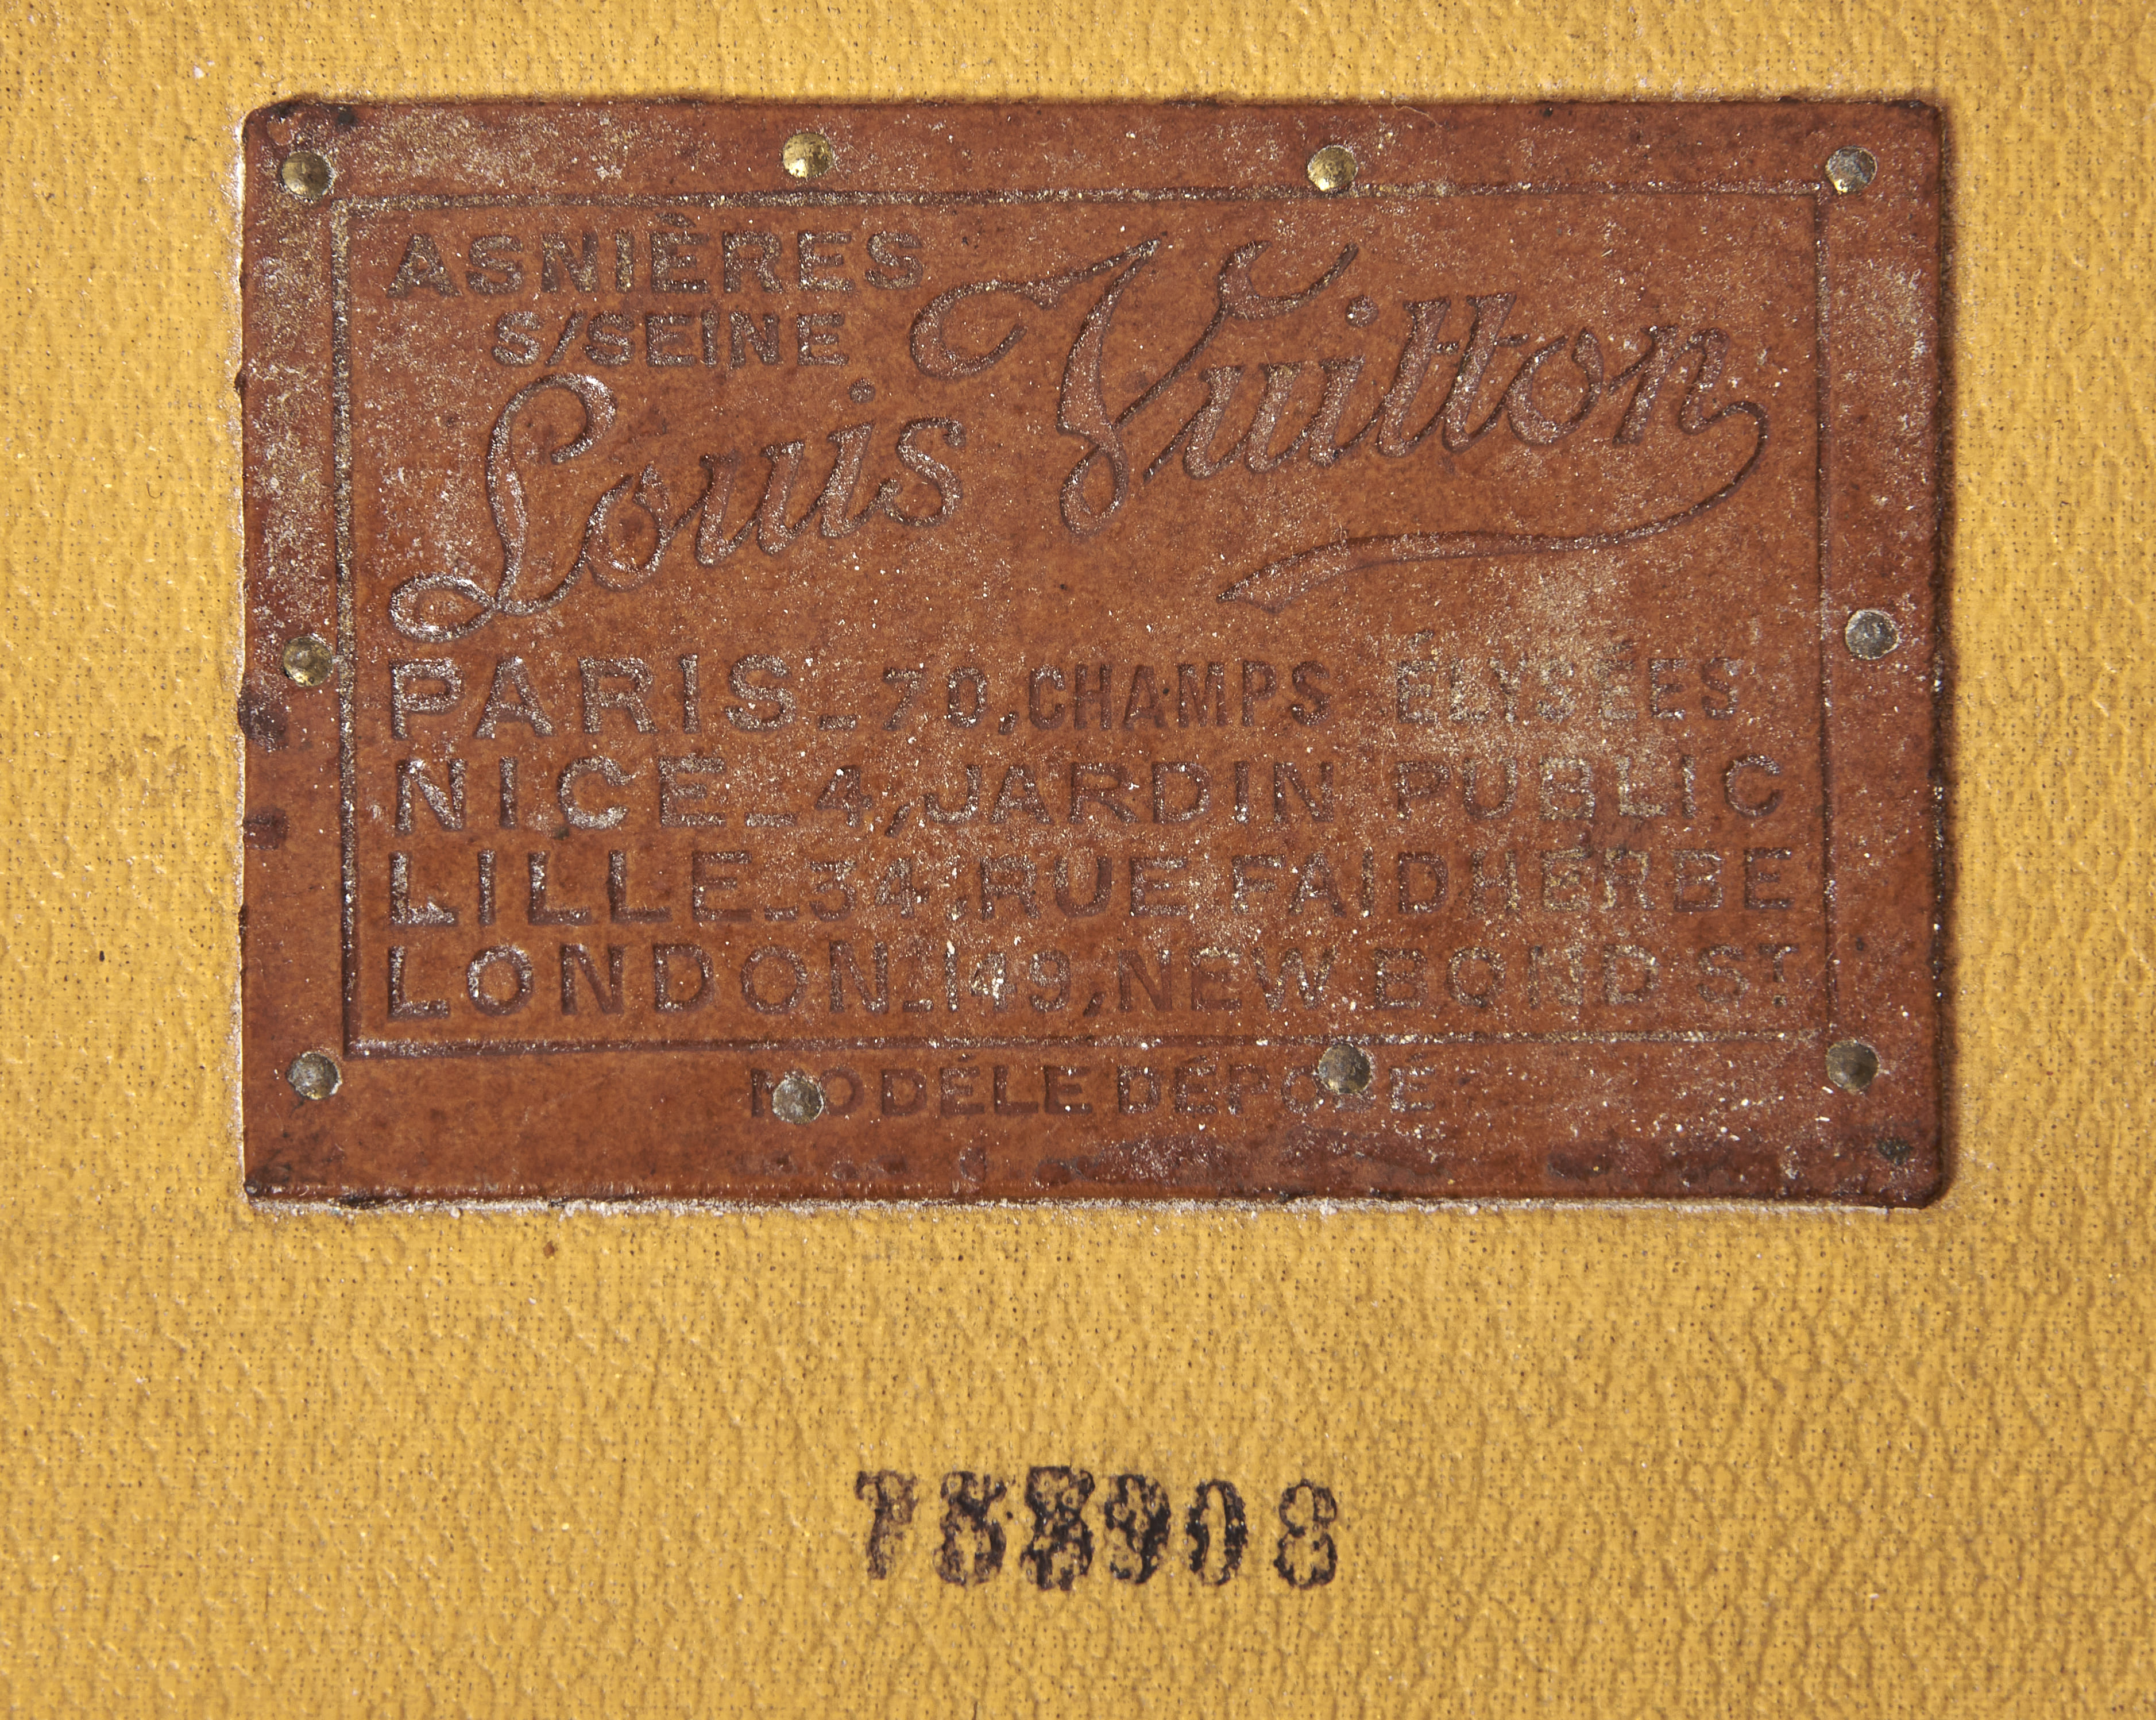 ASNIÈRES
S/SEINE
Louis Vuitton
PARIS_70,CHAMPS ÉLYSÉES
NICE_4,JARDIN PUBLIC
LILLE_34,RUE FAIDHERBE
LONDON_149,NEW BOND ST
MODÈLE DÉPOSÉ